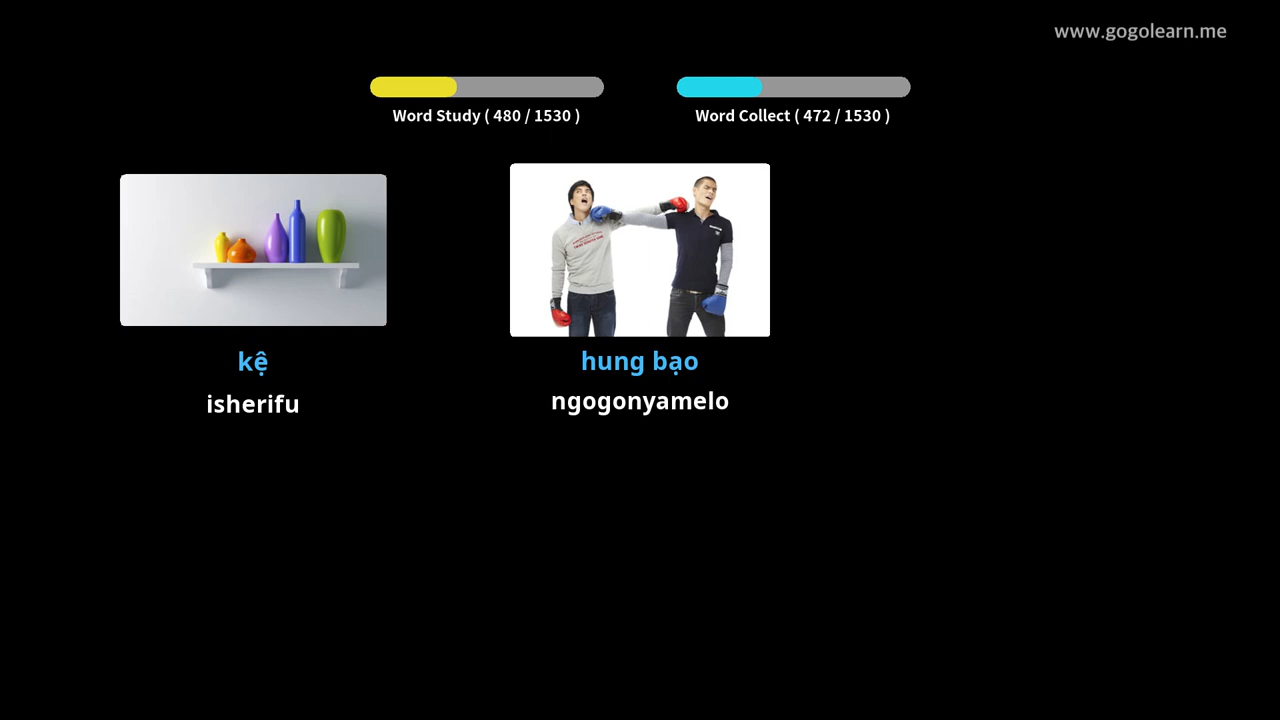 www.gogolearn.me
Word Study ( 480 / 1530 )
Word Collect ( 472 / 1530 )
kệ
isherifu
hung bạo
ngogonyamelo